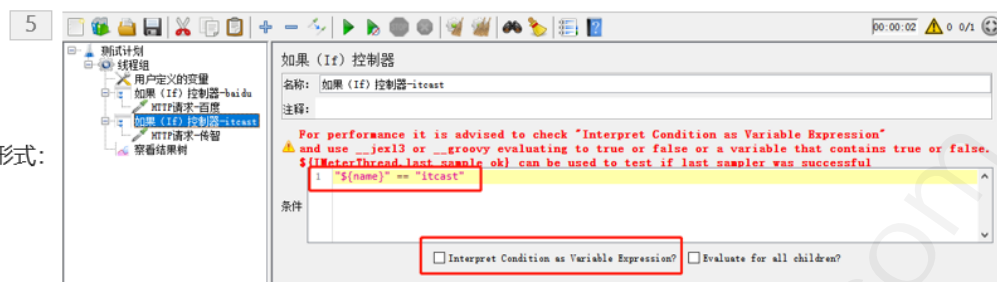 5
00:00:02 0 0/1
测试计划
线程组
用户定义的变量
如果 (If) 控制器-baidu
HTTP请求-百度
如果 (If) 控制器-itcast
HTTP请求-传智
察看结果树
形式:
如果 (If) 控制器
名称: 如果 (If) 控制器-itcast
注释:
For performance it is advised to check "Interpret Condition as Variable Expression"
and use __jexl3 or __groovy evaluating to true or false or a variable that contains true or false.
${JMeterThread.last_sample_ok} can be used to test if last sampler was successful
1 "${name}" == "itcast"
条件
Interpret Condition as Variable Expression? Evaluate for all children?
com